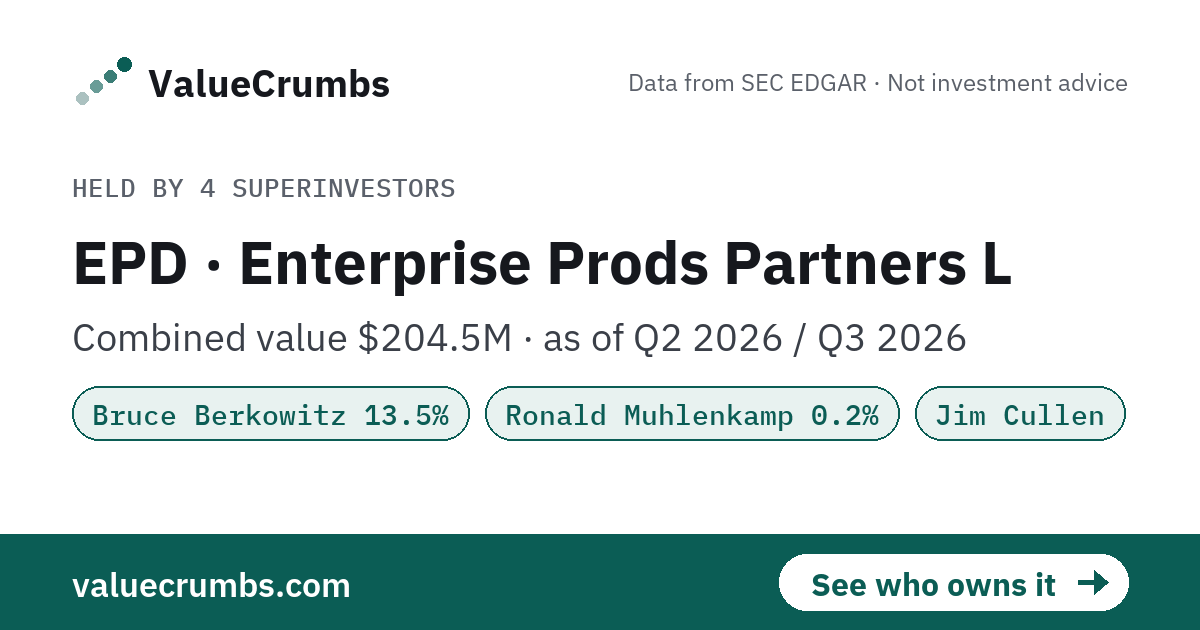 ValueCrumbs
Data from SEC EDGAR · Not investment advice
HELD BY 4 SUPERINVESTORS
EPD · Enterprise Prods Partners L
Combined value $204.5M · as of Q2 2026 / Q3 2026
Bruce Berkowitz 13.5% Ronald Muhlenkamp 0.2% Jim Cullen
valuecrumbs.com
See who owns it